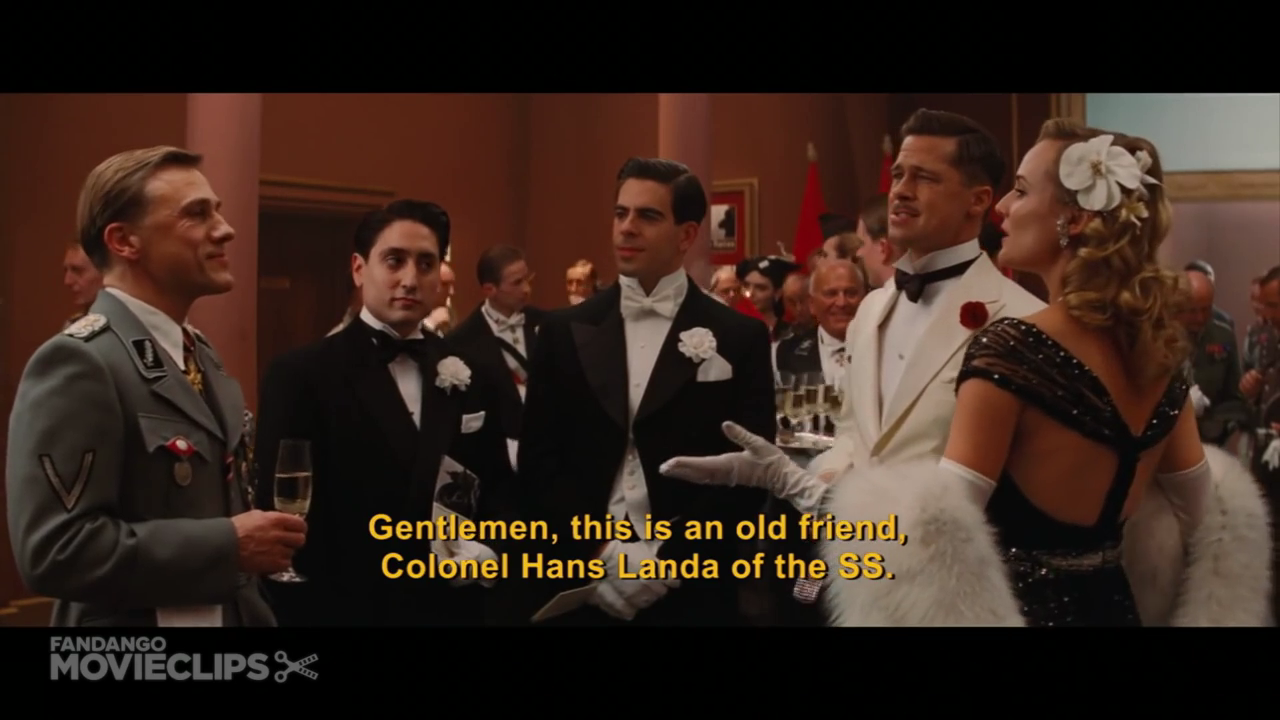 Gentlemen, this is an old friend,
Colonel Hans Landa of the SS.
FANDANGO
MOVIECLIPS